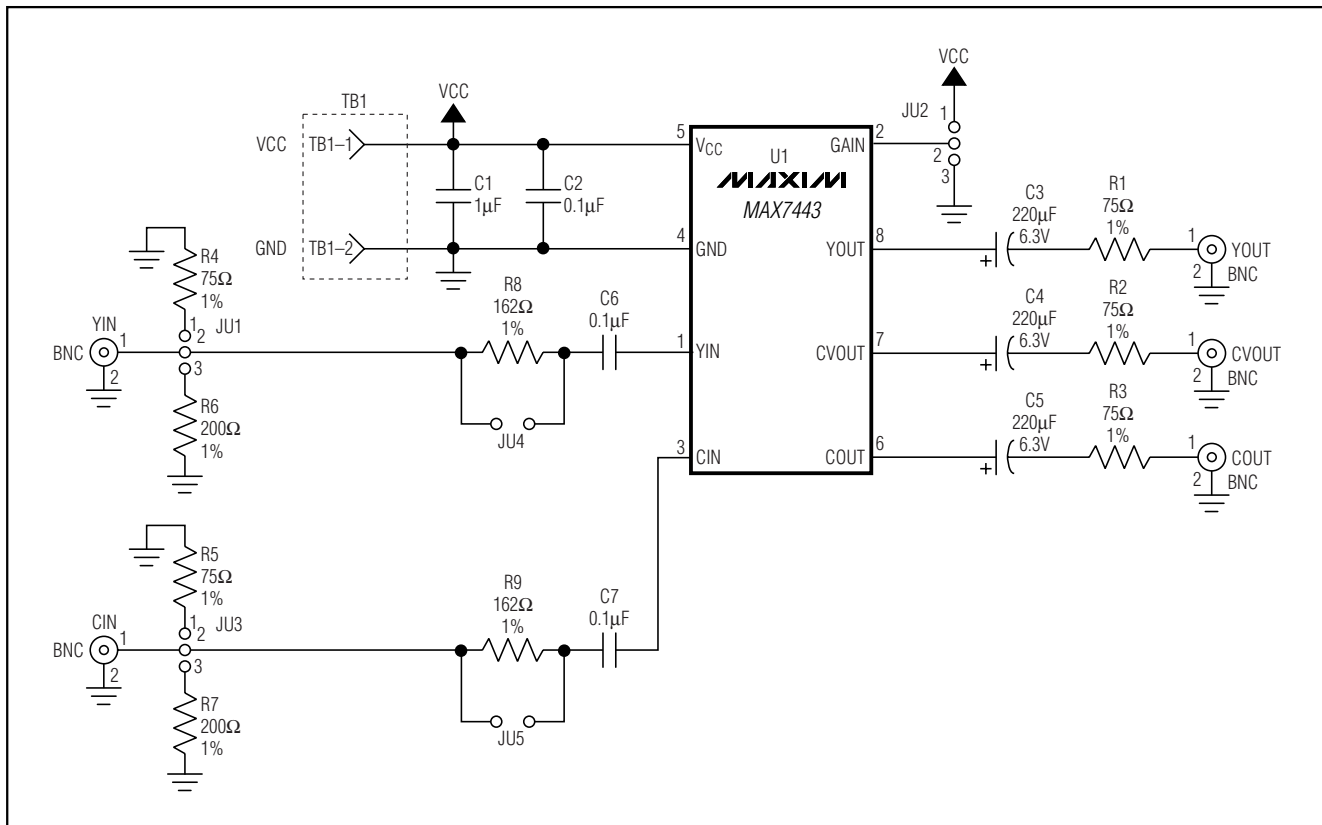 VCC
JU2
1
2
3
TB1
VCC
VCC TB1–1
GND TB1–2
C1
1µF
C2
0.1µF
5 VCC
4 GND
1 YIN
3 CIN
U1
MAXIM
MAX7443
GAIN 2
YOUT 8
CVOUT 7
COUT 6
C3
220µF
6.3V
+
R1
75Ω
1%
1
2
YOUT
BNC
C4
220µF
6.3V
+
R2
75Ω
1%
1
2
CVOUT
BNC
C5
220µF
6.3V
+
R3
75Ω
1%
1
2
COUT
BNC
R4
75Ω
1%
YIN
BNC
1
2
1
2
3
JU1
R6
200Ω
1%
R8
162Ω
1%
C6
0.1µF
JU4
R5
75Ω
1%
CIN
BNC
1
2
1
2
3
JU3
R7
200Ω
1%
R9
162Ω
1%
C7
0.1µF
JU5